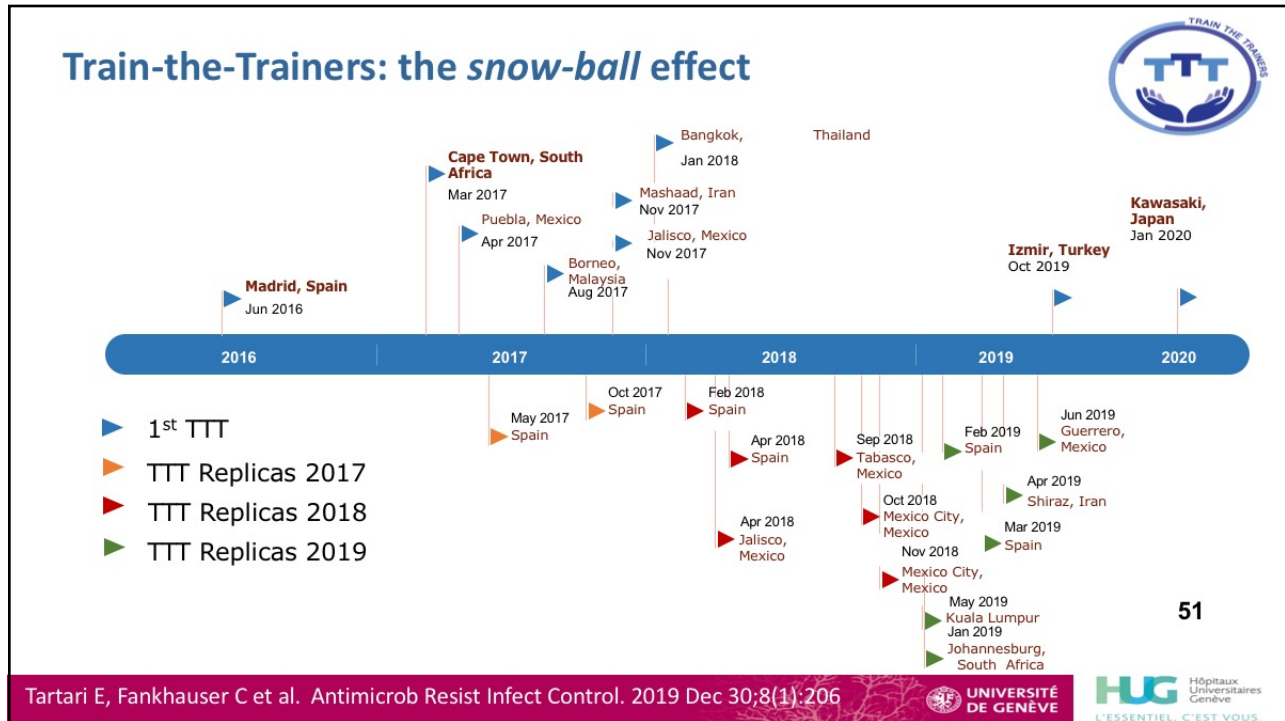 Train-the-Trainers: the snow-ball effect
TRAIN THE TRAINERS
TTT
Bangkok, Thailand
Jan 2018
Cape Town, South
Africa
Mar 2017
Mashaad, Iran
Nov 2017
Puebla, Mexico
Apr 2017
Jalisco, Mexico
Nov 2017
Kawasaki,
Japan
Jan 2020
Izmir, Turkey
Oct 2019
Borneo,
Malaysia
Aug 2017
Madrid, Spain
Jun 2016
2016
2017
2018
2019
2020
May 2017
Spain
Oct 2017
Spain
Feb 2018
Spain
Apr 2018
Spain
Apr 2018
Jalisco,
Mexico
Sep 2018
Tabasco,
Mexico
Oct 2018
Mexico City,
Mexico
Nov 2018
Mexico City,
Mexico
Feb 2019
Spain
Jun 2019
Guerrero,
Mexico
Apr 2019
Shiraz, Iran
Mar 2019
Spain
May 2019
Kuala Lumpur
Jan 2019
Johannesburg,
South Africa
1st TTT
TTT Replicas 2017
TTT Replicas 2018
TTT Replicas 2019
51
Tartari E, Fankhauser C et al. Antimicrob Resist Infect Control. 2019 Dec 30;8(1):206
UNIVERSITÉ
DE GENÈVE
HUG
Hôpitaux
Universitaires
Genève
L'ESSENTIEL, C'EST VOUS.